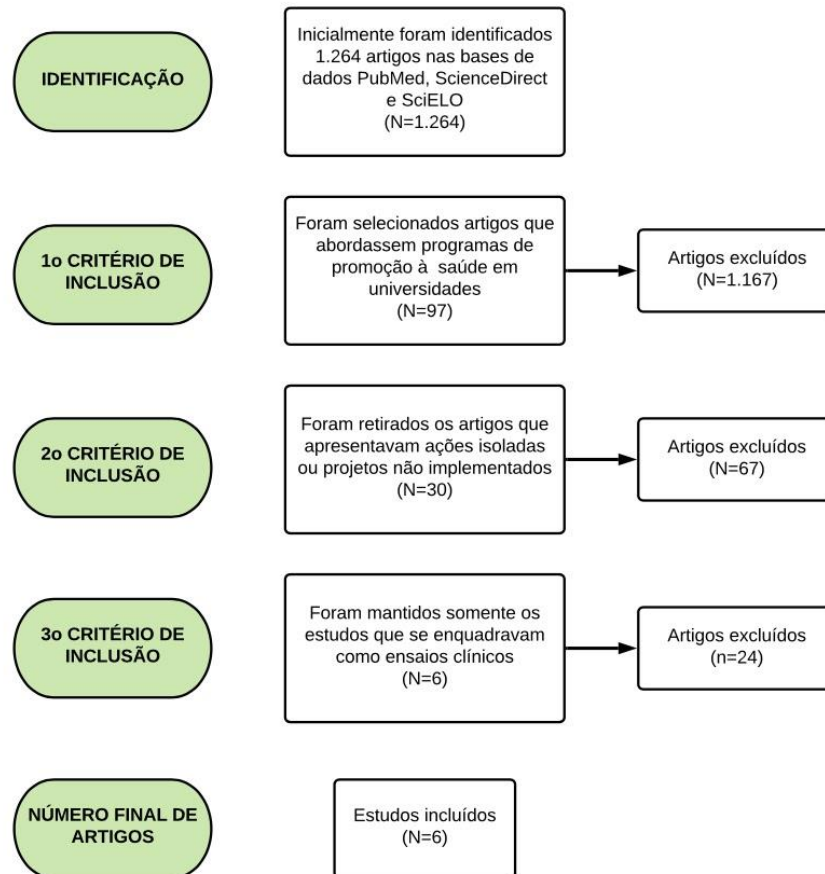 IDENTIFICAÇÃO
Inicialmente foram identificados
1.264 artigos nas bases de
dados PubMed, ScienceDirect
e SciELO
(N=1.264)
1o CRITÉRIO DE
INCLUSÃO
Foram selecionados artigos que
abordassem programas de
promoção à saúde em
universidades
(N=97)
Artigos excluídos
(N=1.167)
2o CRITÉRIO DE
INCLUSÃO
Foram retirados os artigos que
apresentavam ações isoladas
ou projetos não implementados
(N=30)
Artigos excluídos
(N=67)
3o CRITÉRIO DE
INCLUSÃO
Foram mantidos somente os
estudos que se enquadravam
como ensaios clínicos
(N=6)
Artigos excluídos
(n=24)
NÚMERO FINAL DE
ARTIGOS
Estudos incluídos
(N=6)